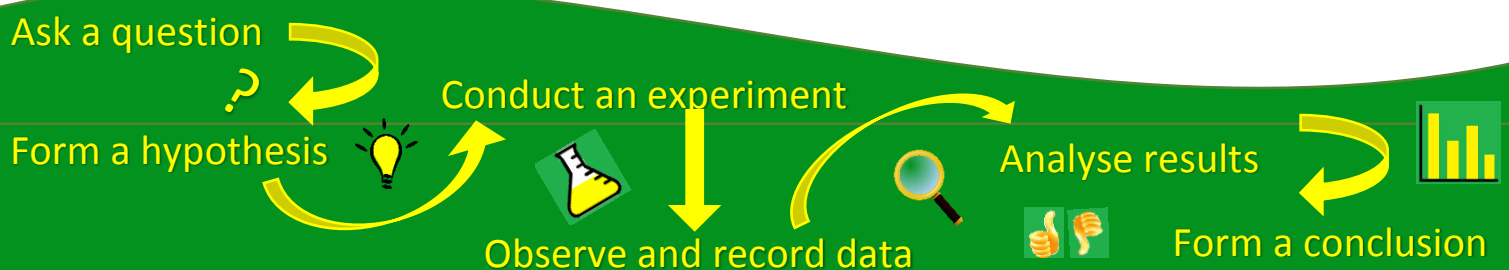 Ask a question
?
Form a hypothesis
Conduct an experiment
Observe and record data
Analyse results
Form a conclusion